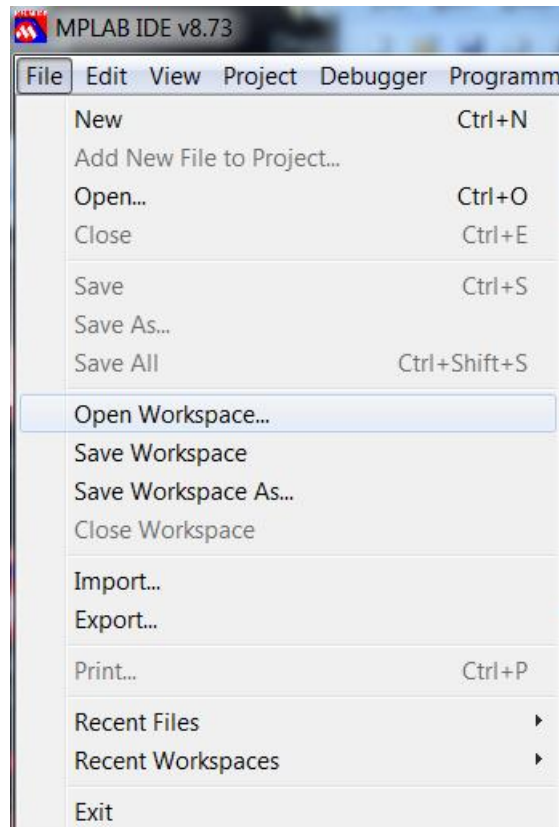 MPLAB IDE v8.73
File Edit View Project Debugger Programm
New Ctrl+N
Add New File to Project...
Open... Ctrl+O
Close Ctrl+E
Save Ctrl+S
Save As...
Save All Ctrl+Shift+S
Open Workspace...
Save Workspace
Save Workspace As...
Close Workspace
Import...
Export...
Print... Ctrl+P
Recent Files
Recent Workspaces
Exit